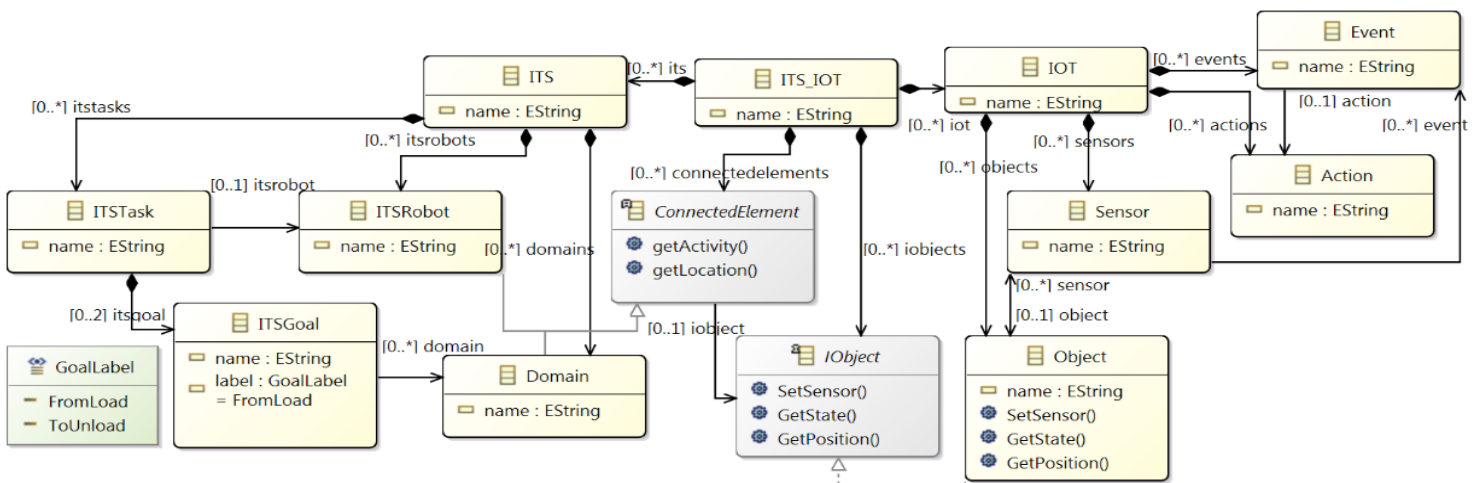 Event
name : EString
ITS
name : EString
[0..*] its
ITS_IOT
name : EString
IOT
name : EString
[0..*] events
[0..1] action
[0..*] event
[0..*] itstasks
[0..*] itsrobots
[0..*] iot
[0..*] sensors
[0..*] actions
[0..*] objects
[0..*] connectedelements
[0..1] itsrobot
ITSTask
name : EString
ITSRobot
name : EString
ConnectedElement
getActivity()
getLocation()
Sensor
name : EString
Action
name : EString
[0..*] domains
[0..*] iobjects
[0..*] sensor
[0..1] object
[0..2] itsgoal
[0..1] iobject
ITSGoal
name : EString
label : GoalLabel
= FromLoad
[0..*] domain
GoalLabel
FromLoad
ToUnload
Domain
name : EString
IObject
SetSensor()
GetState()
GetPosition()
Object
name : EString
SetSensor()
GetState()
GetPosition()